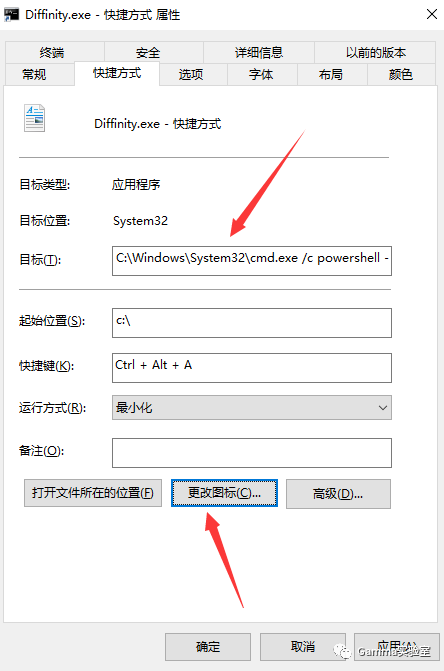 Diffinity.exe - 快捷方式 属性
终端 安全 详细信息 以前的版本
常规 快捷方式 选项 字体 布局 颜色
Diffinity.exe - 快捷方式
目标类型: 应用程序
目标位置: System32
目标(T): C:\Windows\System32\cmd.exe /c powershell -
起始位置(S): c:\
快捷键(K): Ctrl + Alt + A
运行方式(R): 最小化
备注(O):
打开文件所在的位置(F) 更改图标(C)... 高级(D)...
确定 取消 应用(A)
Gamma实验室